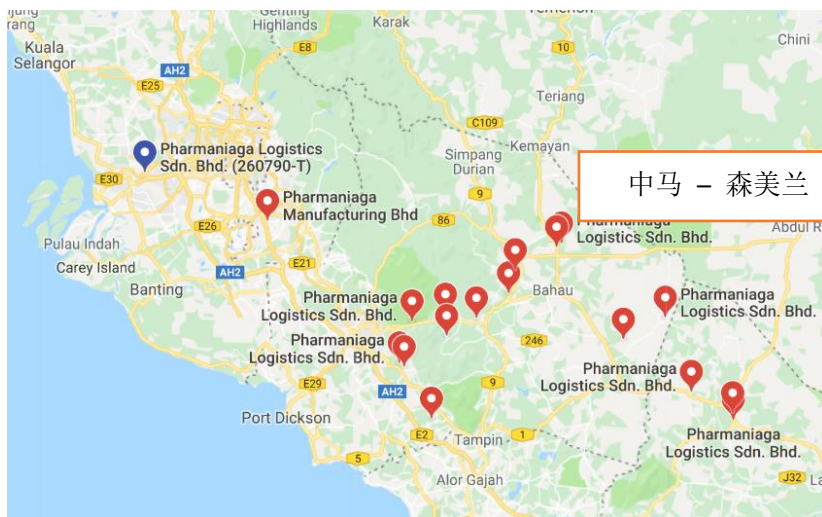 Genting
Highlands
Karak
Kuala
Selangor
E8
10
Chini
AH2
E25
Teriang
C109
Pharmaniaga Logistics
Sdn. Bhd. (260790-T)
Simpang
Durian
Kemayan
E30
中马 – 森美兰
Pharmaniaga
Manufacturing Bhd
9
86
E26
Logistics Sdn. Bhd.
Abdul R
Pulau Indah
Carey Island
AH2
E21
Banting
Pharmaniaga
Logistics Sdn. Bhd.
Bahau
Pharmaniaga
Logistics Sdn. Bhd.
Pharmaniaga
Logistics Sdn. Bhd.
246
Pharmaniaga
Logistics Sdn. Bhd.
E29
AH2
9
Port Dickson
E2
Tampin
1
Pharmaniaga
Logistics Sdn. Bhd.
5
Alor Gajah
J32
La